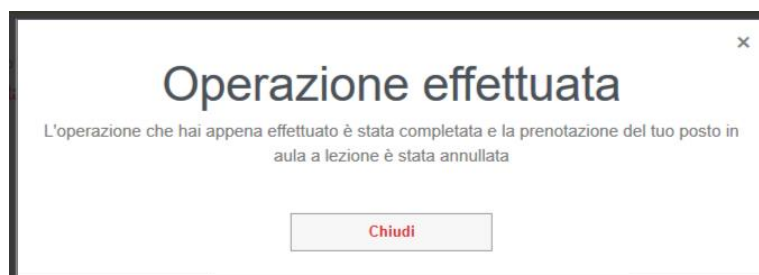 ×
Operazione effettuata
L'operazione che hai appena effettuato è stata completata e la prenotazione del tuo posto in
aula a lezione è stata annullata
Chiudi